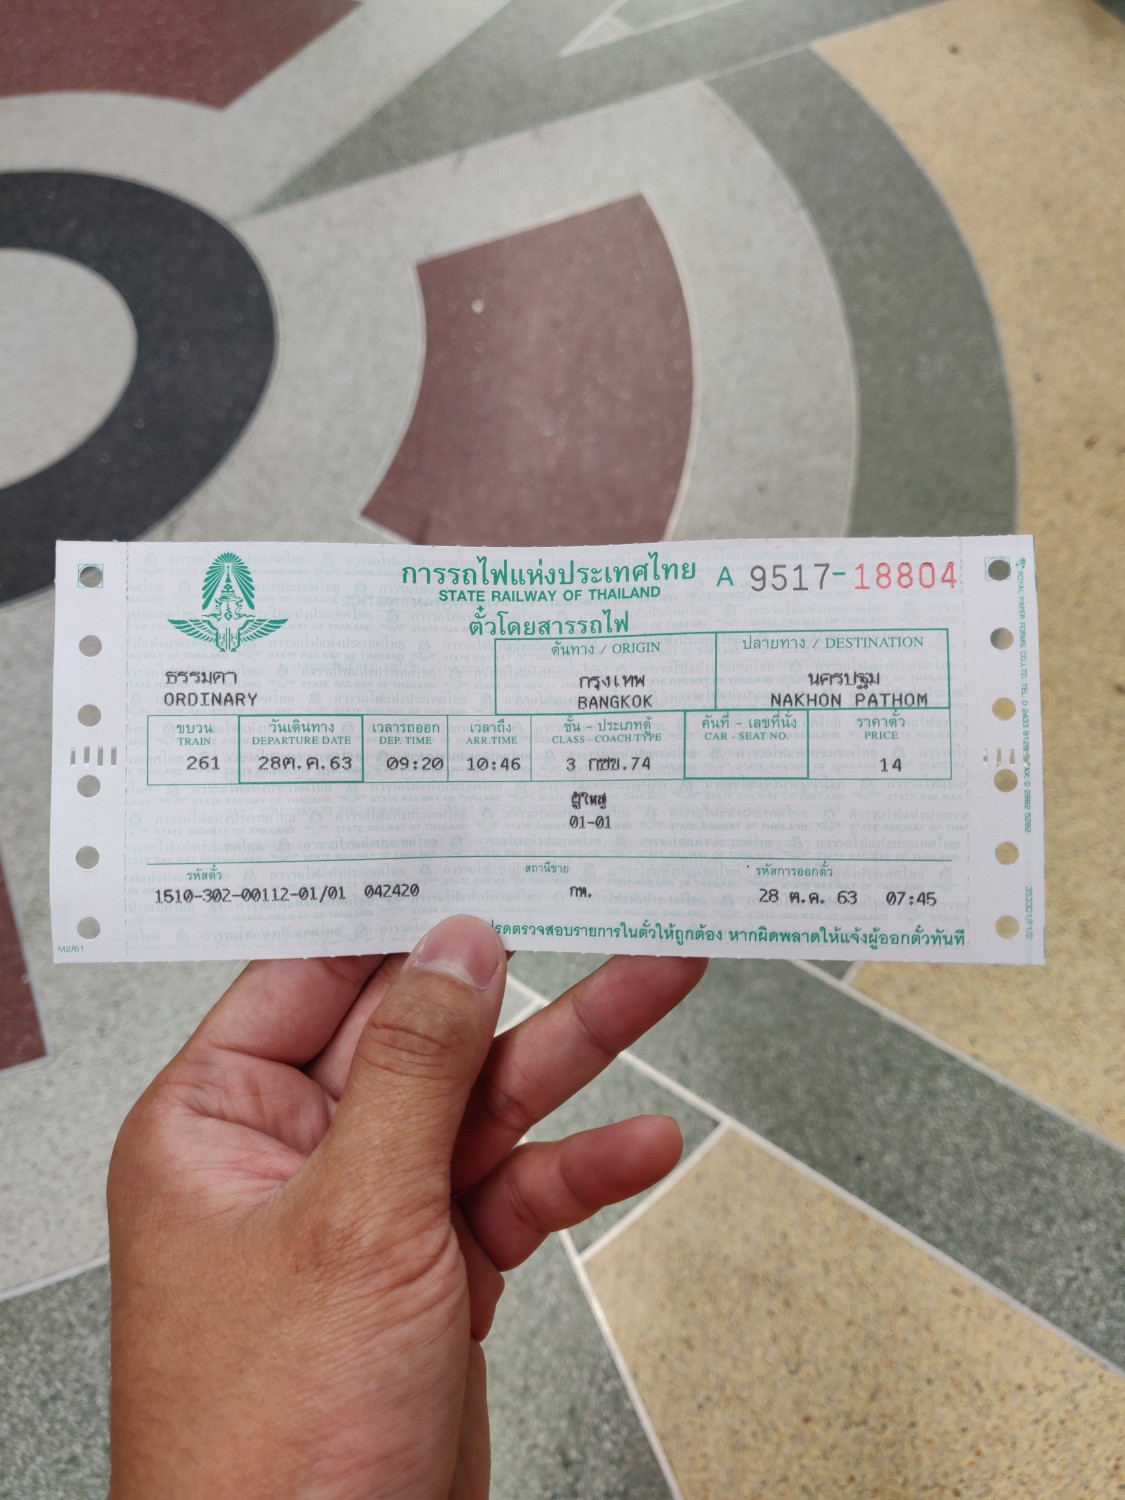 การรถไฟแห่งประเทศไทย A 9517-18804
STATE RAILWAY OF THAILAND
ตั๋วโดยสารรถไฟ
ต้นทาง / ORIGIN ปลายทาง / DESTINATION
ธรรมดา กรุงเทพ นครปฐม
ORDINARY BANGKOK NAKHON PATHOM
ขบวน วันเดินทาง เวลารถออก เวลาถึง ชั้น - ประเภทตู้ คันที่ - เลขที่นั่ง ราคาตั๋ว
TRAIN DEPARTURE DATE DEP. TIME ARR.TIME CLASS - COACH TYPE CAR - SEAT NO. PRICE
261 28ต.ค.63 09:20 10:46 3 กซข.74 14
ผู้ใหญ่
01-01
รหัสตั๋ว สถานีขาย รหัสการออกตั๋ว
1510-302-00112-01/01 042420 กท. 28 ต.ค. 63 07:45
รดตรวจสอบรายการในตั๋วให้ถูกต้อง หากผิดพลาดให้แจ้งผู้ออกตั๋วทันที
M2/61